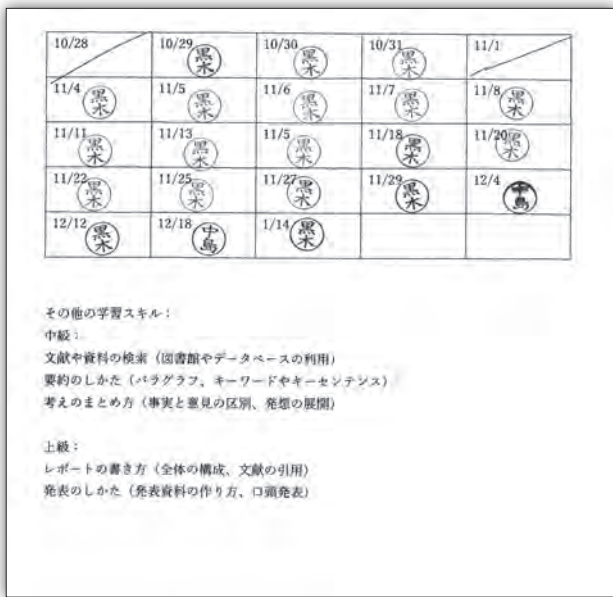 10/28 10/29 黒木 10/30 黒木 10/31 黒木 11/1
11/4 黒木 11/5 黒木 11/6 黒木 11/7 黒木 11/8 黒木
11/11 黒木 11/13 黒木 11/5 黒木 11/18 黒木 11/20 黒木
11/22 黒木 11/25 黒木 11/27 黒木 11/29 黒木 12/4 中島
12/12 黒木 12/18 中島 1/14 黒木
その他の学習スキル:
中級:
文献や資料の検索(図書館やデータベースの利用)
要約のしかた(パラグラフ、キーワードやキーセンテンス)
考えのまとめ方(事実と意見の区別、発想の展開)
上級:
レポートの書き方(全体の構成、文献の引用)
発表のしかた(発表資料の作り方、口頭発表)